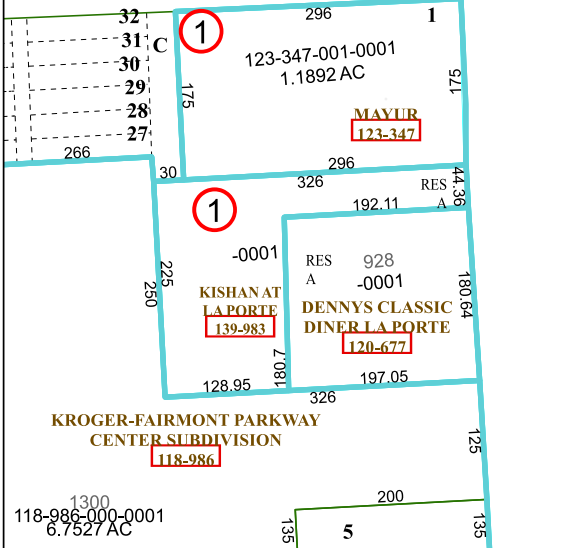 32
296
1
31
C
1
30
123-347-001-0001
1.1892 AC
29
175
175
28
MAYUR
123-347
27
266
296
30
326
RES
A
44.36
192.11
1
-0001
RES
A
928
-0001
225
250
180.64
KISHAN AT
LA PORTE
139-983
DENNYS CLASSIC
DINER LA PORTE
120-677
180.7
128.95
197.05
326
KROGER-FAIRMONT PARKWAY
CENTER SUBDIVISION
118-986
125
1300
118-986-000-0001
6.7527 AC
200
135
5
135